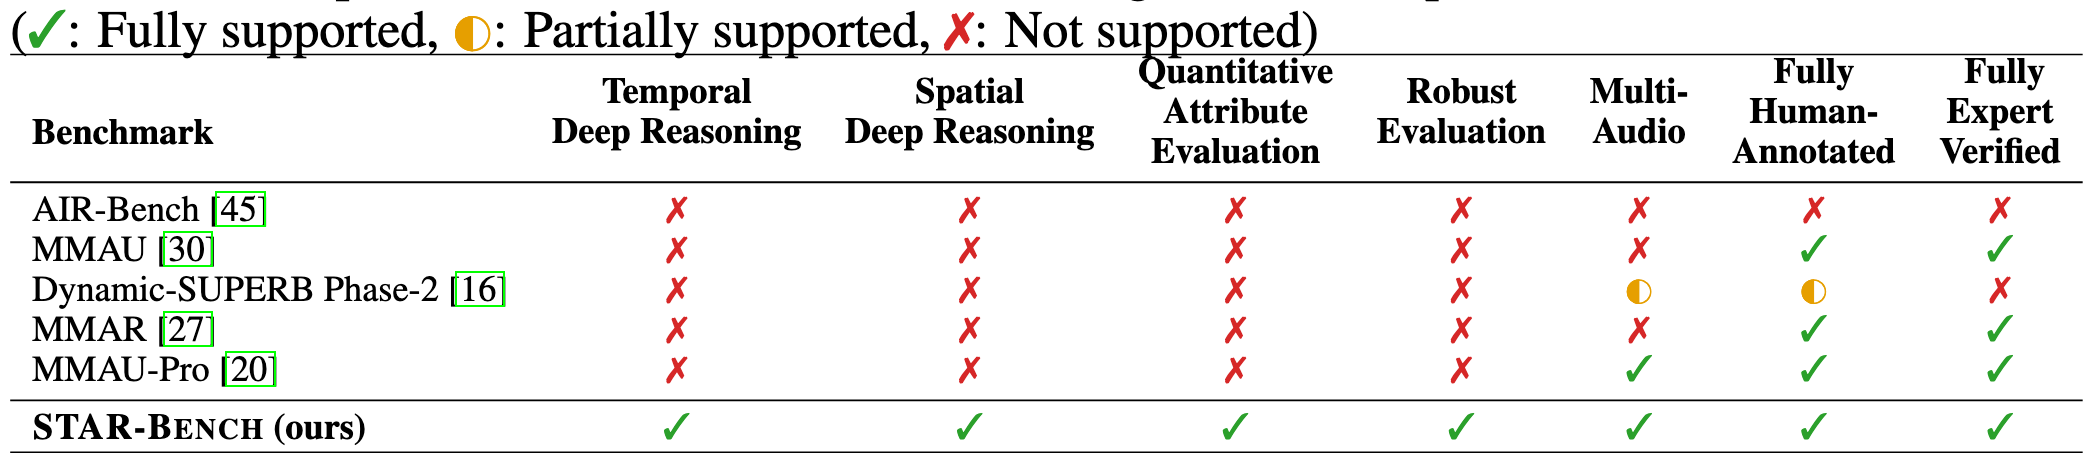 (✓: Fully supported, ◐: Partially supported, ✗: Not supported)
Benchmark Temporal Deep Reasoning Spatial Deep Reasoning Quantitative Attribute Evaluation Robust Evaluation Multi-Audio Fully Human-Annotated Fully Expert Verified
AIR-Bench [45] ✗ ✗ ✗ ✗ ✗ ✗ ✗
MMAU [30] ✗ ✗ ✗ ✗ ✗ ✓ ✓
Dynamic-SUPERB Phase-2 [16] ✗ ✗ ✗ ✗ ◐ ◐ ✗
MMAR [27] ✗ ✗ ✗ ✗ ✗ ✓ ✓
MMAU-Pro [20] ✗ ✗ ✗ ✗ ✓ ✓ ✓
STAR-BENCH (ours) ✓ ✓ ✓ ✓ ✓ ✓ ✓